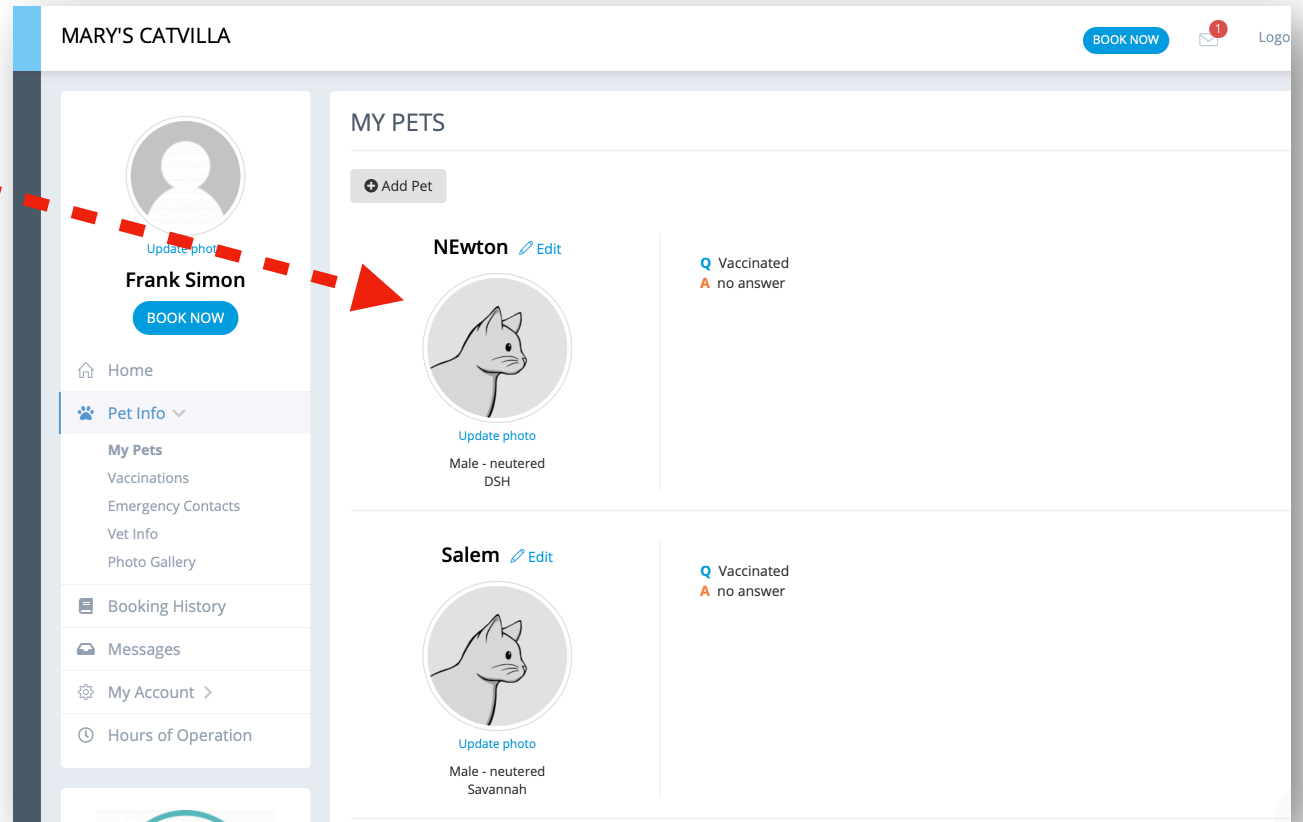 MARY'S CATVILLA
BOOK NOW
1
Logo
Update phot
Frank Simon
BOOK NOW
Home
Pet Info
My Pets
Vaccinations
Emergency Contacts
Vet Info
Photo Gallery
Booking History
Messages
My Account
Hours of Operation
MY PETS
Add Pet
NEwton Edit
Update photo
Male - neutered
DSH
Q Vaccinated
A no answer
Salem Edit
Update photo
Male - neutered
Savannah
Q Vaccinated
A no answer